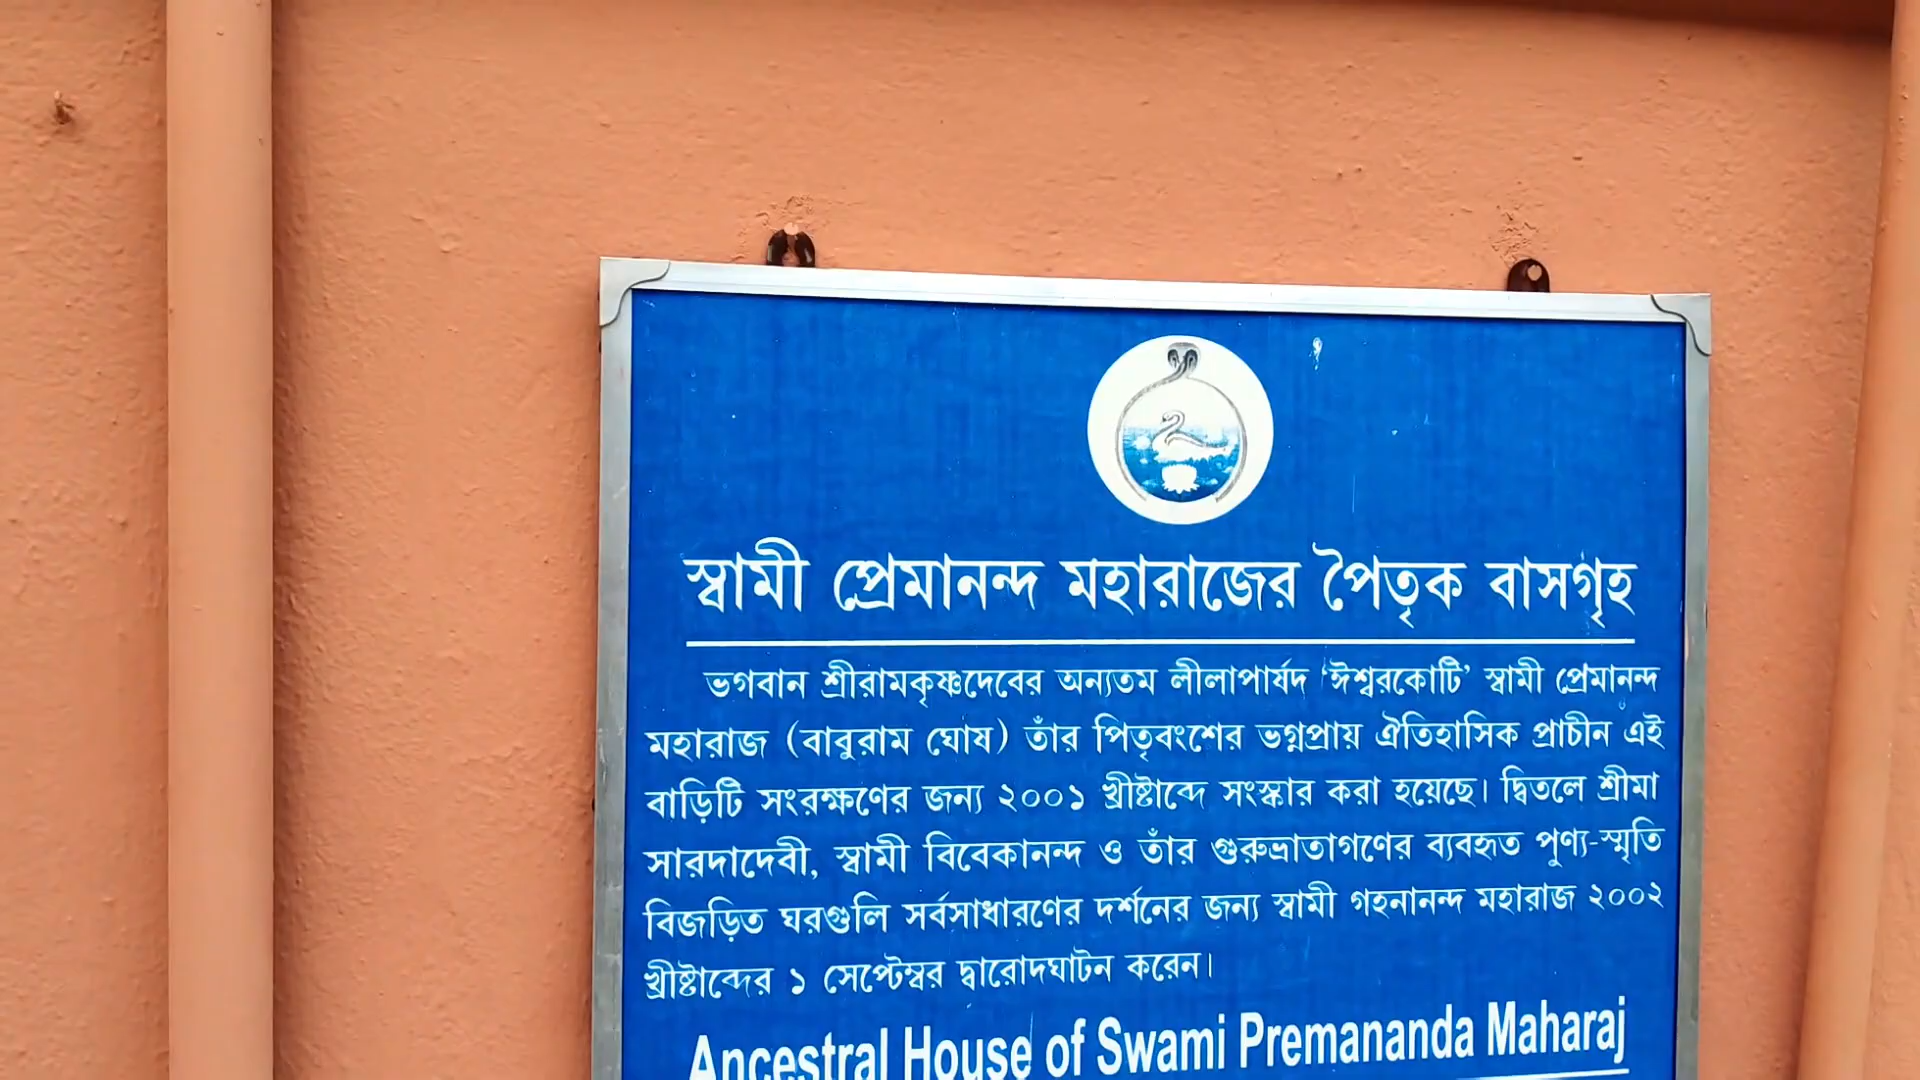 স্বামী প্রেমানন্দ মহারাজের পৈতৃক বাসগৃহ
ভগবান শ্রীরামকৃষ্ণদেবের অন্যতম লীলাপার্ষদ ‘ঈশ্বরকোটি’ স্বামী প্রেমানন্দ
মহারাজ (বাবুরাম ঘোষ) তাঁর পিতৃবংশের ভগ্নপ্রায় ঐতিহাসিক প্রাচীন এই
বাড়িটি সংরক্ষণের জন্য ২০০১ খ্রীষ্টাব্দে সংস্কার করা হয়েছে। দ্বিতলে শ্রীমা
সারদাদেবী, স্বামী বিবেকানন্দ ও তাঁর গুরুভ্রাতাগণের ব্যবহৃত পুণ্য-স্মৃতি
বিজড়িত ঘরগুলি সর্বসাধারণের দর্শনের জন্য স্বামী গহনানন্দ মহারাজ ২০০২
খ্রীষ্টাব্দের ১ সেপ্টেম্বর দ্বারোদঘাটন করেন।
Ancestral House of Swami Premananda Maharaj